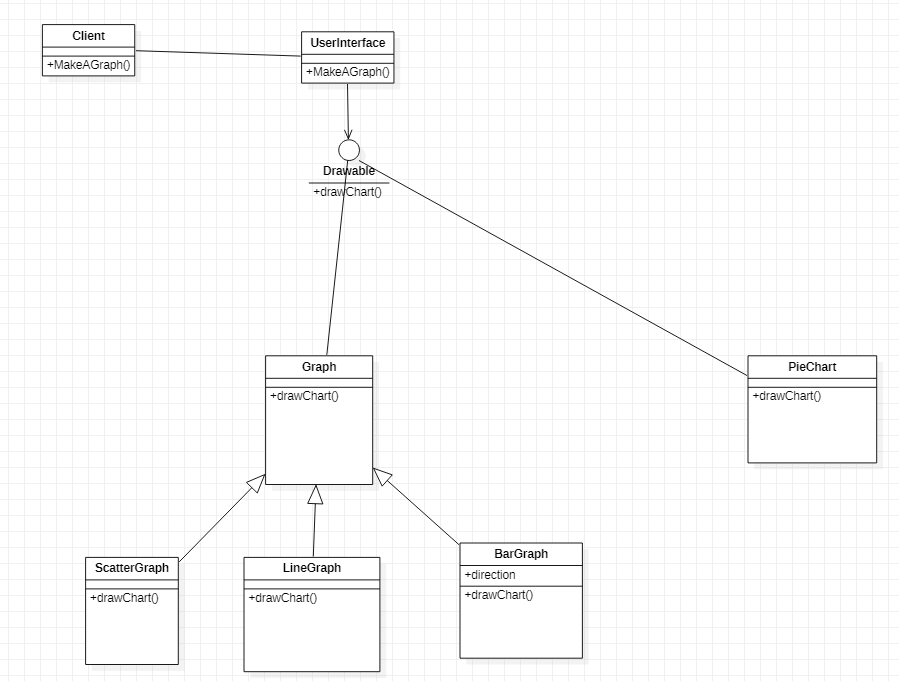 Client
+MakeAGraph()
UserInterface
+MakeAGraph()
Drawable
+drawChart()
Graph
+drawChart()
PieChart
+drawChart()
ScatterGraph
+drawChart()
LineGraph
+drawChart()
BarGraph
+direction
+drawChart()